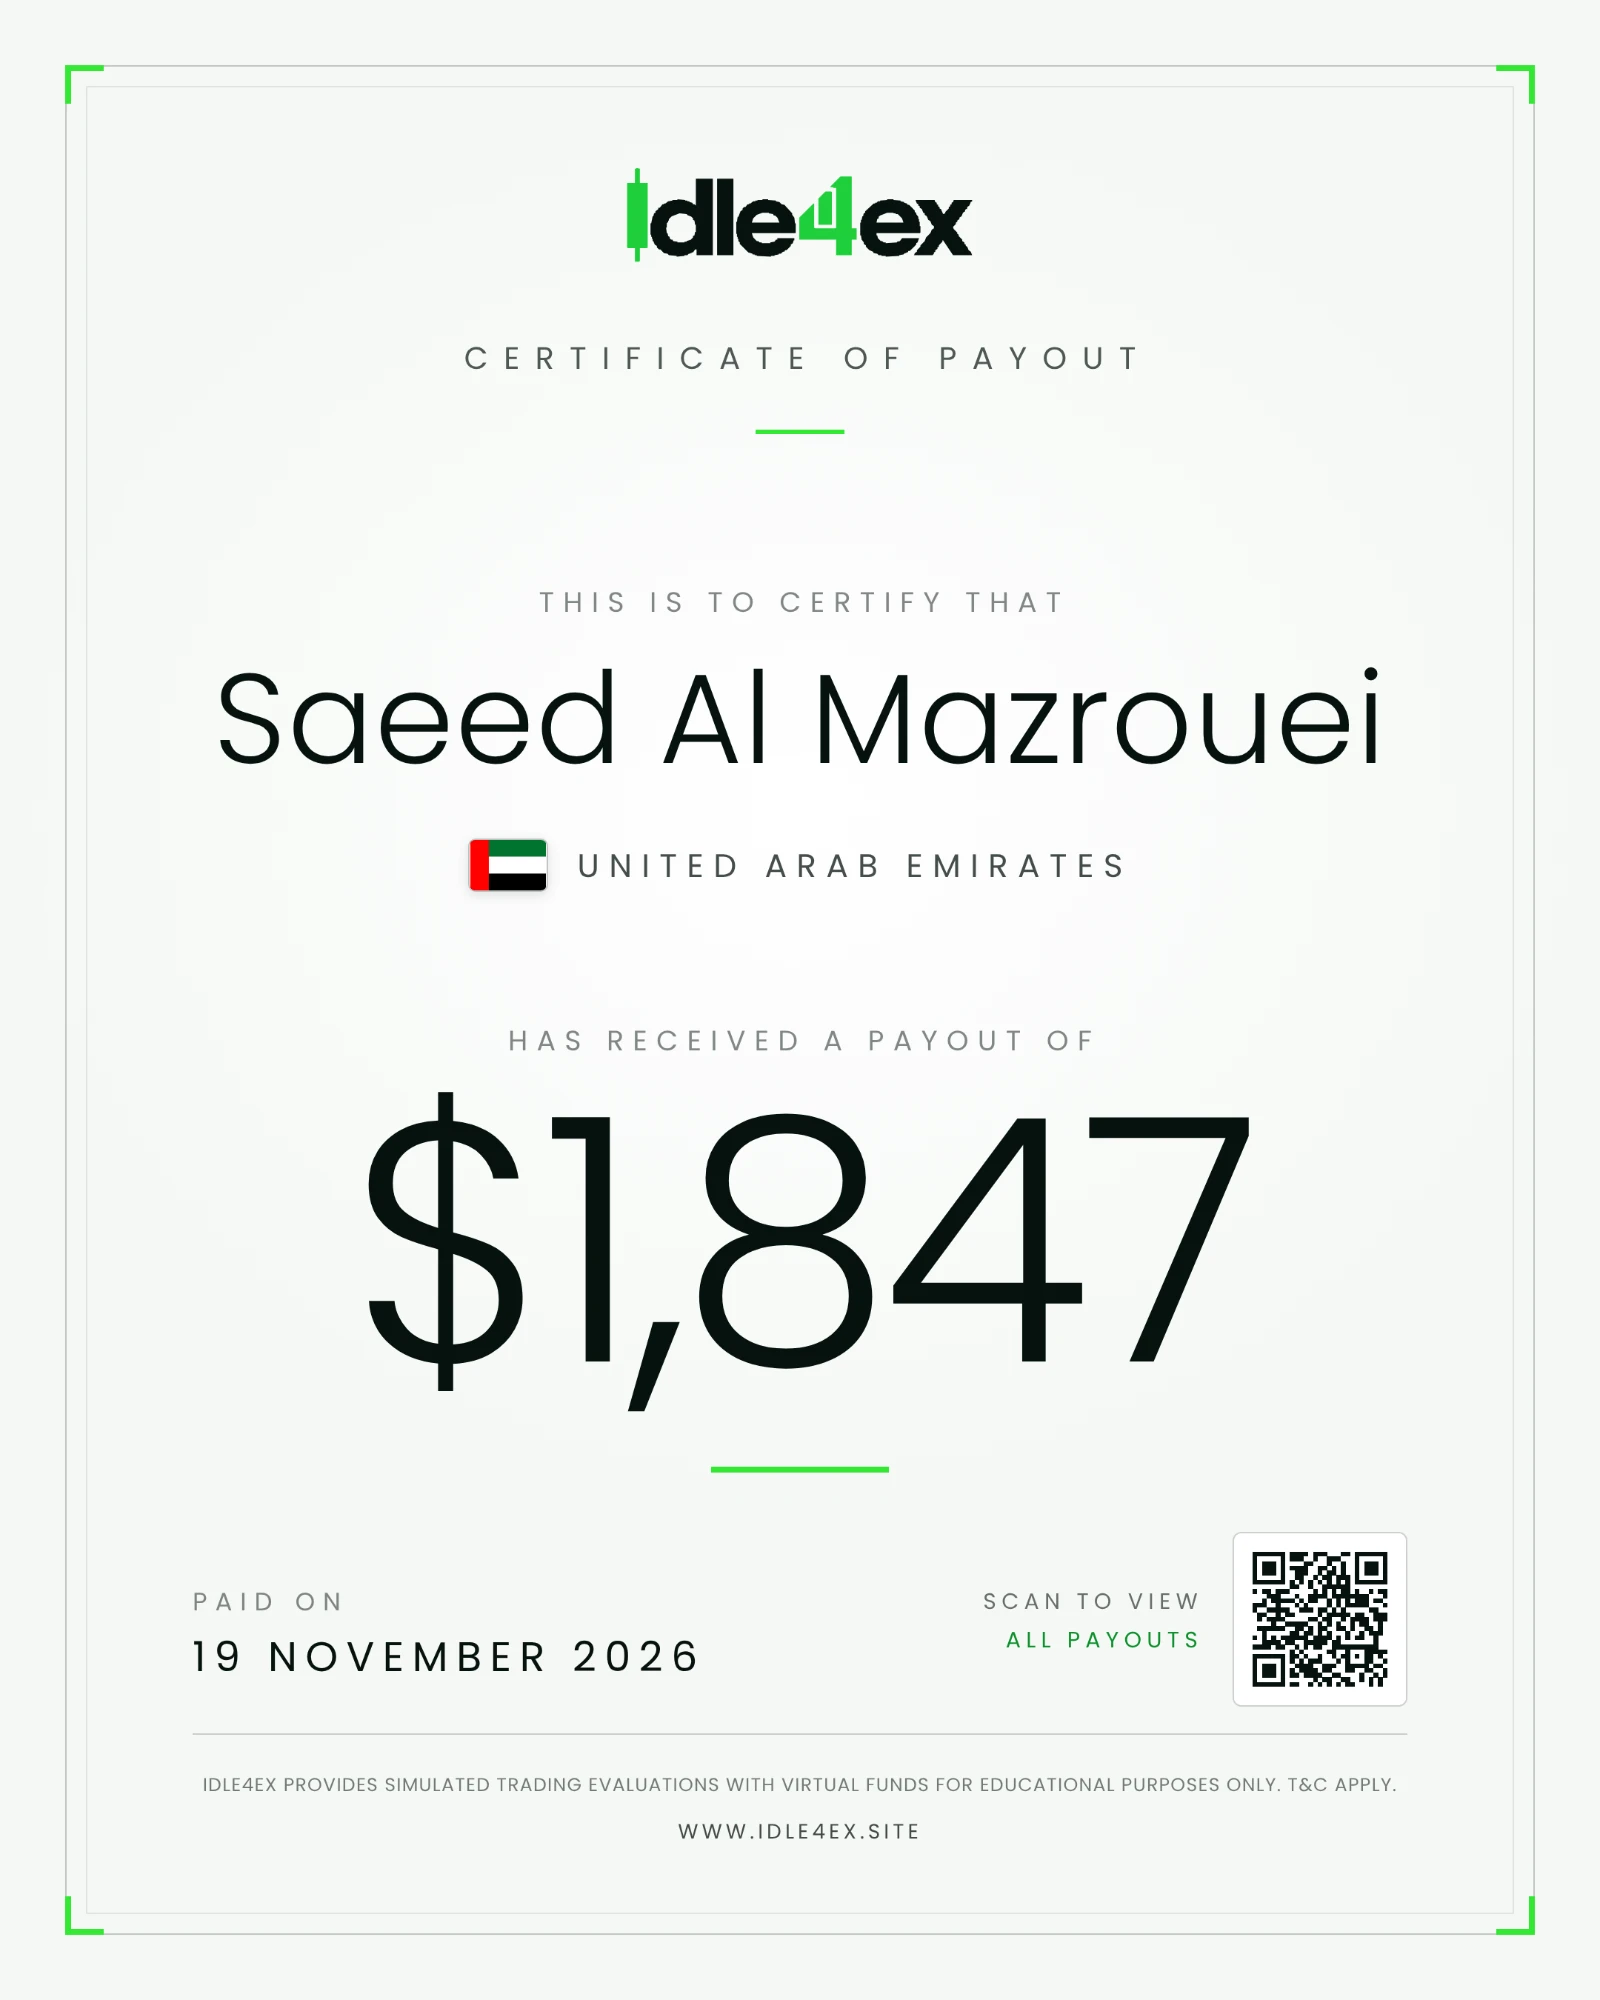 Idle4ex
CERTIFICATE OF PAYOUT
THIS IS TO CERTIFY THAT
Saeed Al Mazrouei
UNITED ARAB EMIRATES
HAS RECEIVED A PAYOUT OF
$1,847
PAID ON
19 NOVEMBER 2026
SCAN TO VIEW
ALL PAYOUTS
IDLE4EX PROVIDES SIMULATED TRADING EVALUATIONS WITH VIRTUAL FUNDS FOR EDUCATIONAL PURPOSES ONLY. T&C APPLY.
WWW.IDLE4EX.SITE